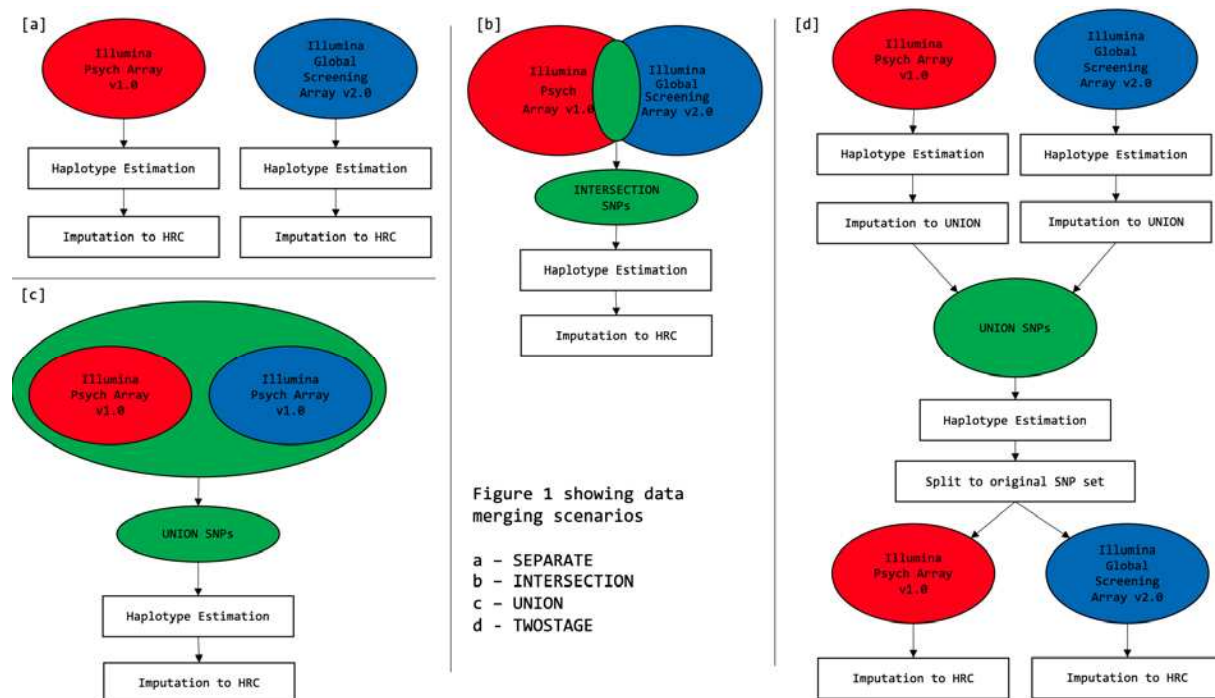 [a]
Illumina
Psych Array
v1.0
Illumina
Global
Screening
Array v2.0
Haplotype Estimation
Haplotype Estimation
Imputation to HRC
Imputation to HRC
[b]
Illumina
Psych
Array v1.0
Illumina
Global
Screening
Array v2.0
INTERSECTION
SNPs
Haplotype Estimation
Imputation to HRC
[c]
Illumina
Psych Array
v1.0
Illumina
Psych Array
v1.0
UNION SNPs
Haplotype Estimation
Imputation to HRC
Figure 1 showing data
merging scenarios
a – SEPARATE
b – INTERSECTION
c – UNION
d - TWOSTAGE
[d]
Illumina
Psych Array
v1.0
Illumina
Global
Screening
Array v2.0
Haplotype Estimation
Haplotype Estimation
Imputation to UNION
Imputation to UNION
UNION SNPs
Haplotype Estimation
Split to original SNP set
Illumina
Psych Array
v1.0
Illumina
Global
Screening
Array v2.0
Imputation to HRC
Imputation to HRC